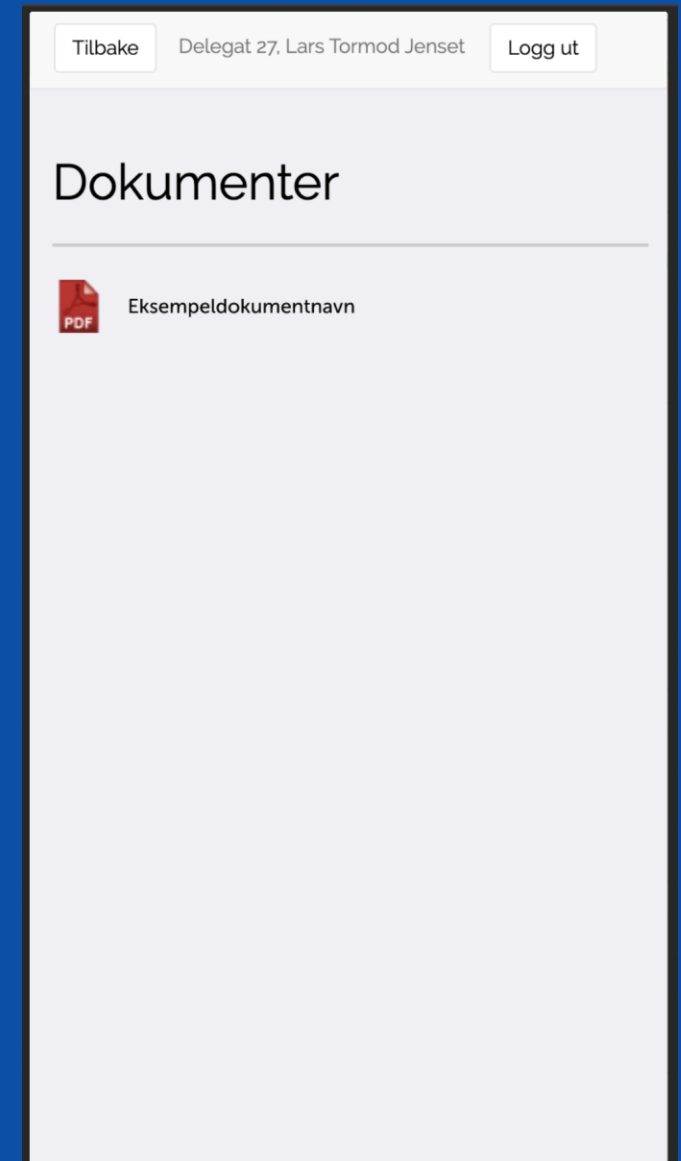 Tilbake Delegat 27, Lars Tormod Jenset Logg ut
Dokumenter
PDF Eksempeldokumentnavn